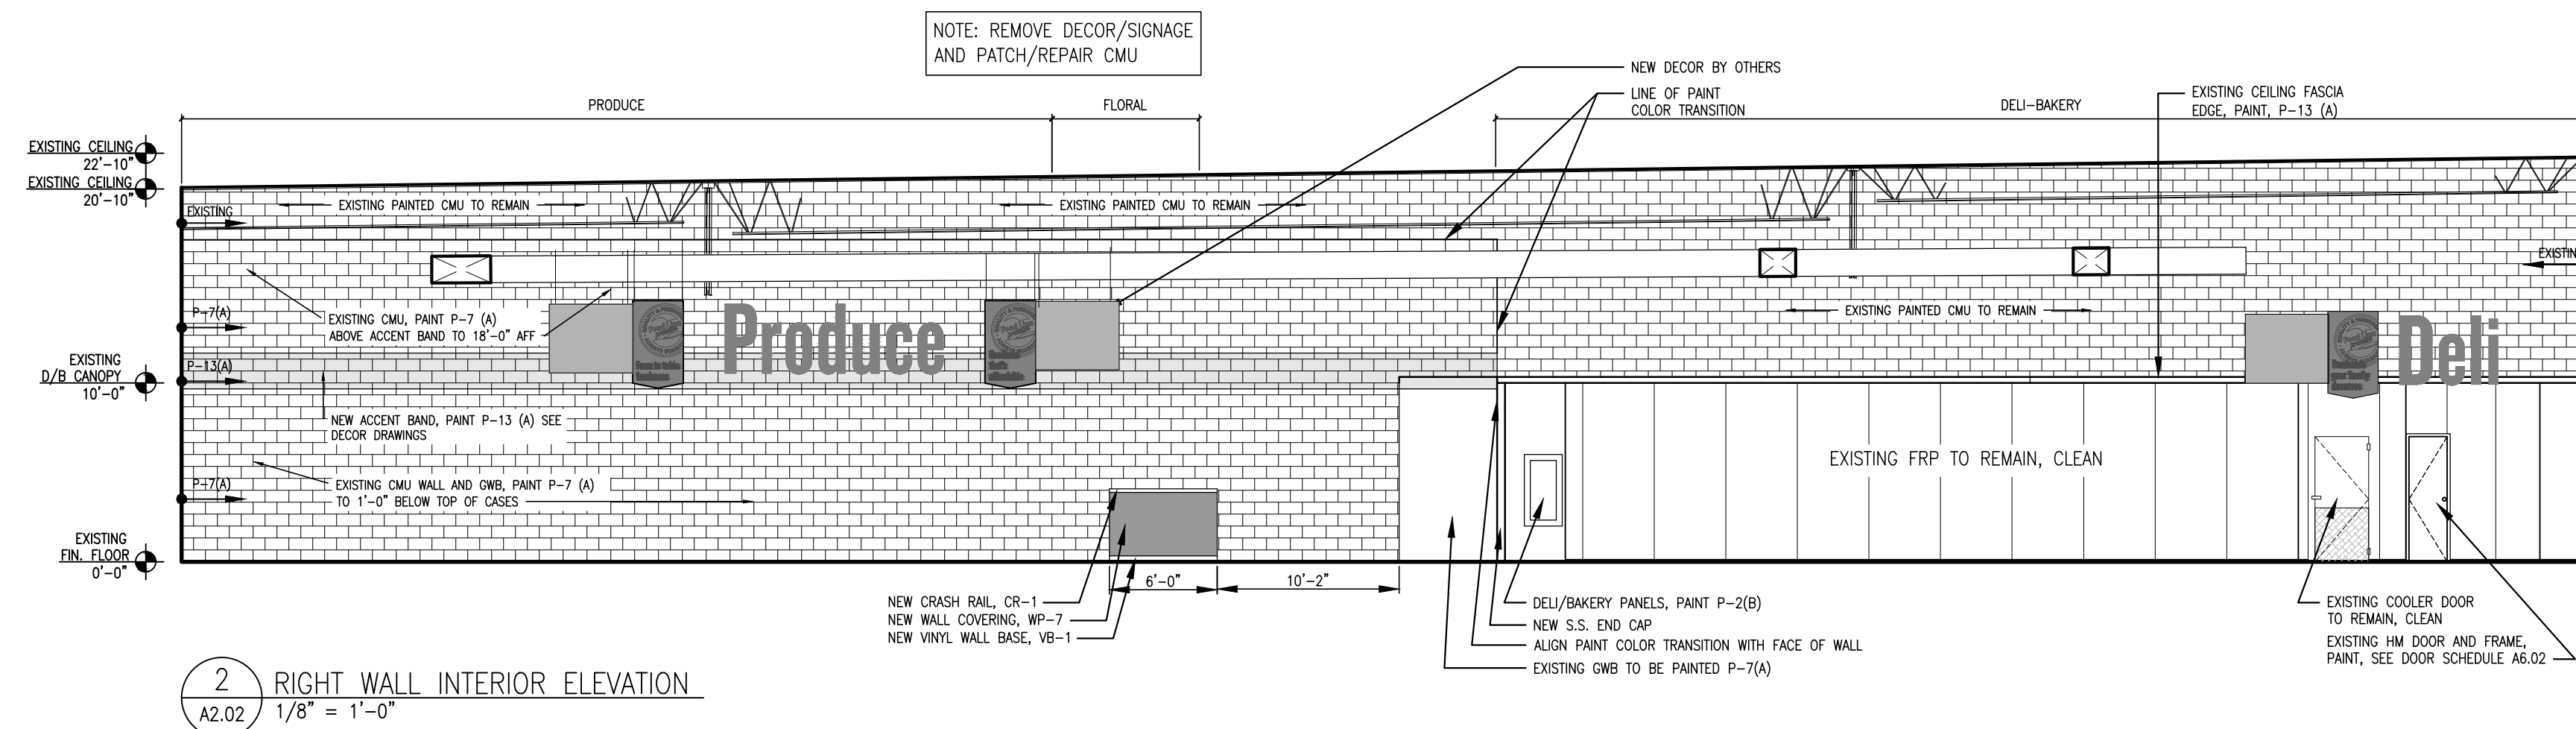 NOTE: REMOVE DECOR/SIGNAGE
AND PATCH/REPAIR CMU
NEW DECOR BY OTHERS
LINE OF PAINT
COLOR TRANSITION
EXISTING CEILING FASCIA
EDGE, PAINT, P-13 (A)
PRODUCE
FLORAL
DELI-BAKERY
EXISTING CEILING
22'-10"
EXISTING CEILING
20'-10"
EXISTING
EXISTING PAINTED CMU TO REMAIN
EXISTING PAINTED CMU TO REMAIN
P-7(A)
EXISTING CMU, PAINT P-7 (A)
ABOVE ACCENT BAND TO 18'-0" AFF
EXISTING PAINTED CMU TO REMAIN
Produce
Deli
EXISTING
D/B CANOPY
10'-0"
P-13(A)
NEW ACCENT BAND, PAINT P-13 (A) SEE
DECOR DRAWINGS
EXISTING FRP TO REMAIN, CLEAN
P-7(A)
EXISTING CMU WALL AND GWB, PAINT P-7 (A)
TO 1'-0" BELOW TOP OF CASES
EXISTING
FIN. FLOOR
0'-0"
6'-0"
10'-2"
NEW CRASH RAIL, CR-1
NEW WALL COVERING, WP-7
NEW VINYL WALL BASE, VB-1
DELI/BAKERY PANELS, PAINT P-2(B)
NEW S.S. END CAP
ALIGN PAINT COLOR TRANSITION WITH FACE OF WALL
EXISTING GWB TO BE PAINTED P-7(A)
EXISTING COOLER DOOR
TO REMAIN, CLEAN
EXISTING HM DOOR AND FRAME,
PAINT, SEE DOOR SCHEDULE A6.02
2
A2.02
RIGHT WALL INTERIOR ELEVATION
1/8" = 1'-0"